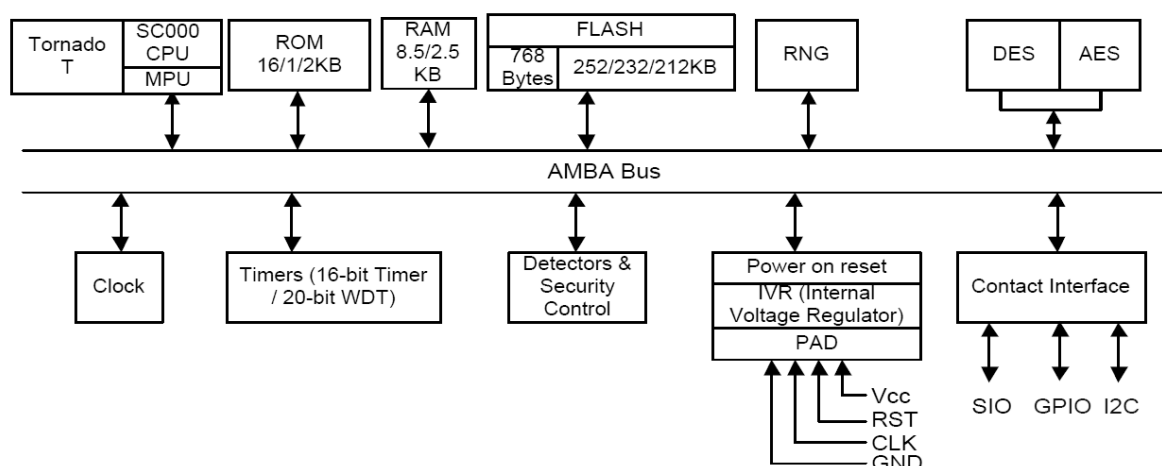 Tornado
T
SC000
CPU
MPU
ROM
16/1/2KB
RAM
8.5/2.5
KB
FLASH
768
Bytes
252/232/212KB
RNG
DES
AES
AMBA Bus
Clock
Timers (16-bit Timer
/ 20-bit WDT)
Detectors &
Security
Control
Power on reset
IVR (Internal
Voltage Regulator)
PAD
Contact Interface
Vcc
RST
CLK
GND
SIO
GPIO
I2C